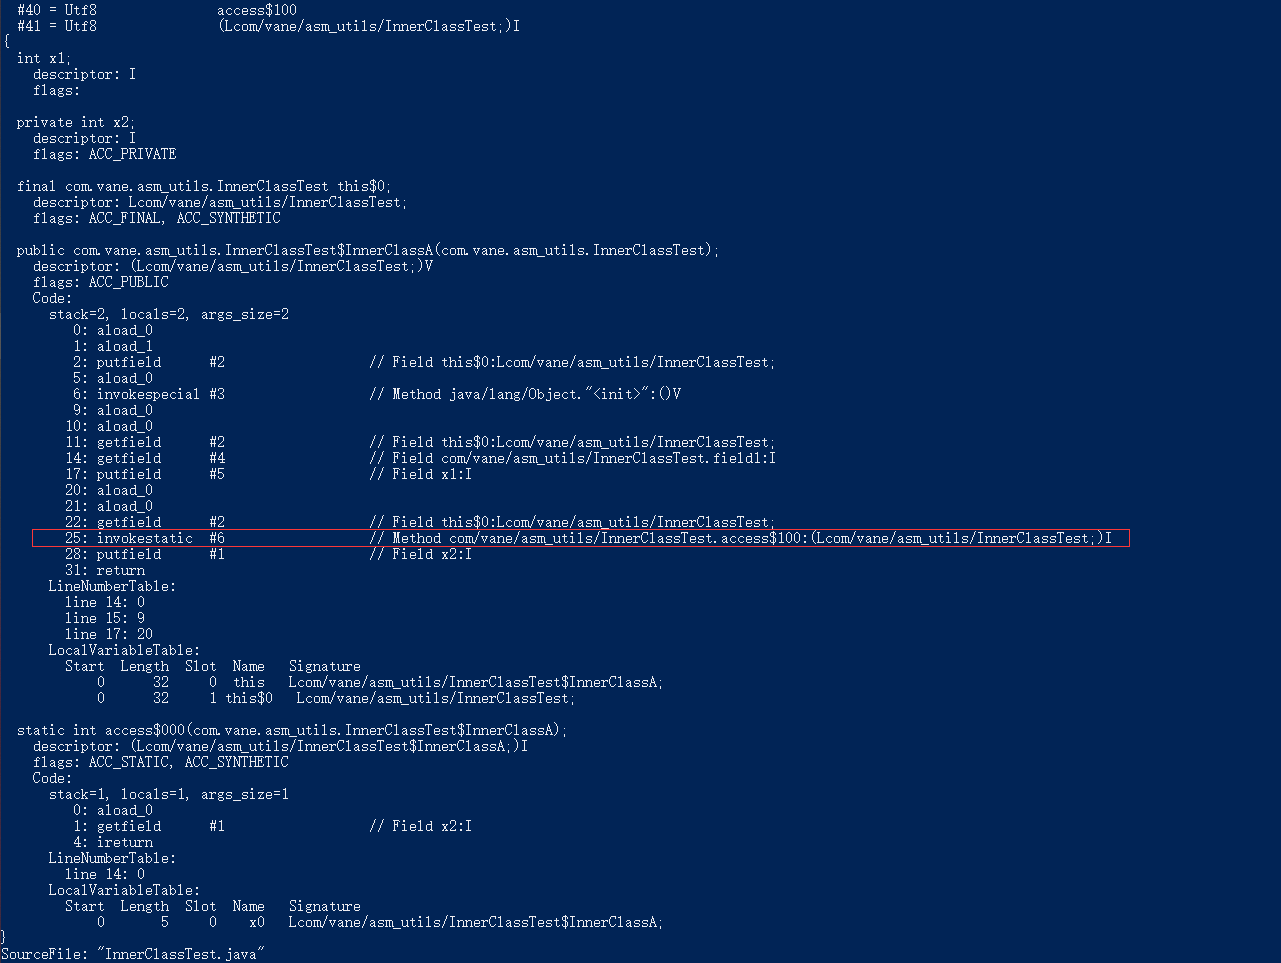 #40 = Utf8               access$100
#41 = Utf8               (Lcom/vane/asm_utils/InnerClassTest;)I
{
  int x1;
    descriptor: I
    flags:

  private int x2;
    descriptor: I
    flags: ACC_PRIVATE

  final com.vane.asm_utils.InnerClassTest this$0;
    descriptor: Lcom/vane/asm_utils/InnerClassTest;
    flags: ACC_FINAL, ACC_SYNTHETIC

  public com.vane.asm_utils.InnerClassTest$InnerClassA(com.vane.asm_utils.InnerClassTest);
    descriptor: (Lcom/vane/asm_utils/InnerClassTest;)V
    flags: ACC_PUBLIC
    Code:
      stack=2, locals=2, args_size=2
         0: aload_0
         1: aload_1
         2: putfield      #2                  // Field this$0:Lcom/vane/asm_utils/InnerClassTest;
         5: aload_0
         6: invokespecial #3                  // Method java/lang/Object."<init>":()V
         9: aload_0
        10: aload_0
        11: getfield      #2                  // Field this$0:Lcom/vane/asm_utils/InnerClassTest;
        14: getfield      #4                  // Field com/vane/asm_utils/InnerClassTest.field1:I
        17: putfield      #5                  // Field x1:I
        20: aload_0
        21: aload_0
        22: getfield      #2                  // Field this$0:Lcom/vane/asm_utils/InnerClassTest;
        25: invokestatic  #6                  // Method com/vane/asm_utils/InnerClassTest.access$100:(Lcom/vane/asm_utils/InnerClassTest;)I
        28: putfield      #1                  // Field x2:I
        31: return
      LineNumberTable:
        line 14: 0
        line 15: 9
        line 17: 20
      LocalVariableTable:
        Start  Length  Slot  Name   Signature
            0      32     0  this   Lcom/vane/asm_utils/InnerClassTest$InnerClassA;
            0      32     1 this$0   Lcom/vane/asm_utils/InnerClassTest;

  static int access$000(com.vane.asm_utils.InnerClassTest$InnerClassA);
    descriptor: (Lcom/vane/asm_utils/InnerClassTest$InnerClassA;)I
    flags: ACC_STATIC, ACC_SYNTHETIC
    Code:
      stack=1, locals=1, args_size=1
         0: aload_0
         1: getfield      #1                  // Field x2:I
         4: ireturn
      LineNumberTable:
        line 14: 0
      LocalVariableTable:
        Start  Length  Slot  Name   Signature
            0       5     0    x0   Lcom/vane/asm_utils/InnerClassTest$InnerClassA;
}
SourceFile: "InnerClassTest.java"